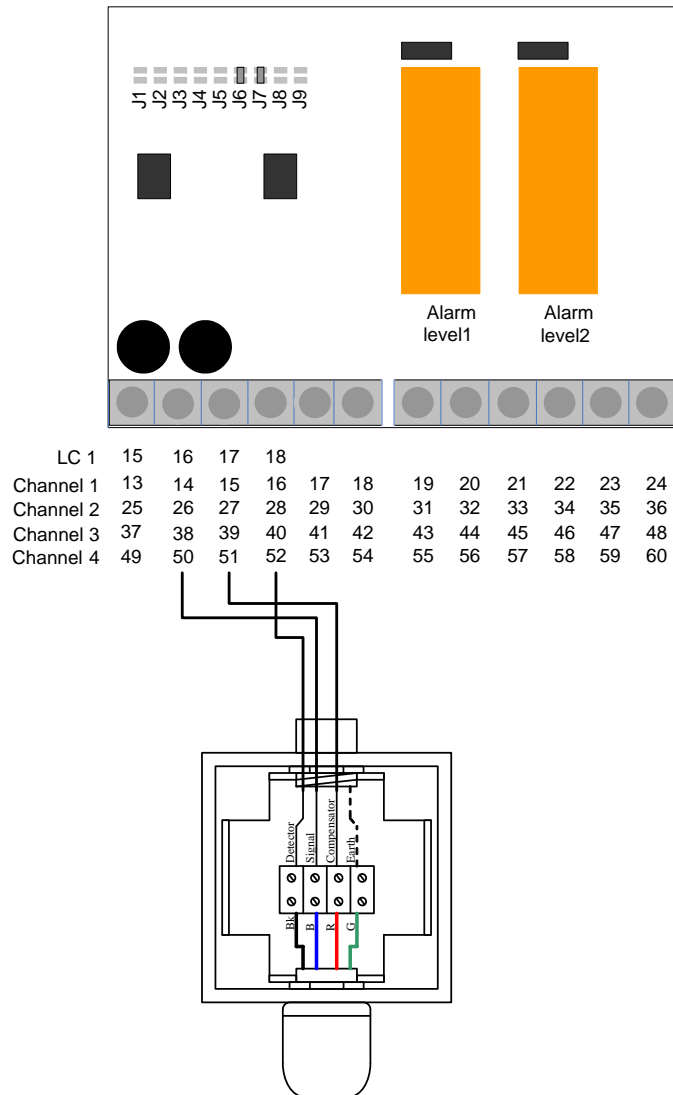 J1 J2 J3 J4 J5 J6 J7 J8 J9
Alarm
level1
Alarm
level2
LC 1 15 16 17 18
Channel 1 13 14 15 16 17 18 19 20 21 22 23 24
Channel 2 25 26 27 28 29 30 31 32 33 34 35 36
Channel 3 37 38 39 40 41 42 43 44 45 46 47 48
Channel 4 49 50 51 52 53 54 55 56 57 58 59 60
Detector
Signal
Compensator
Earth
Bk
B
R
G